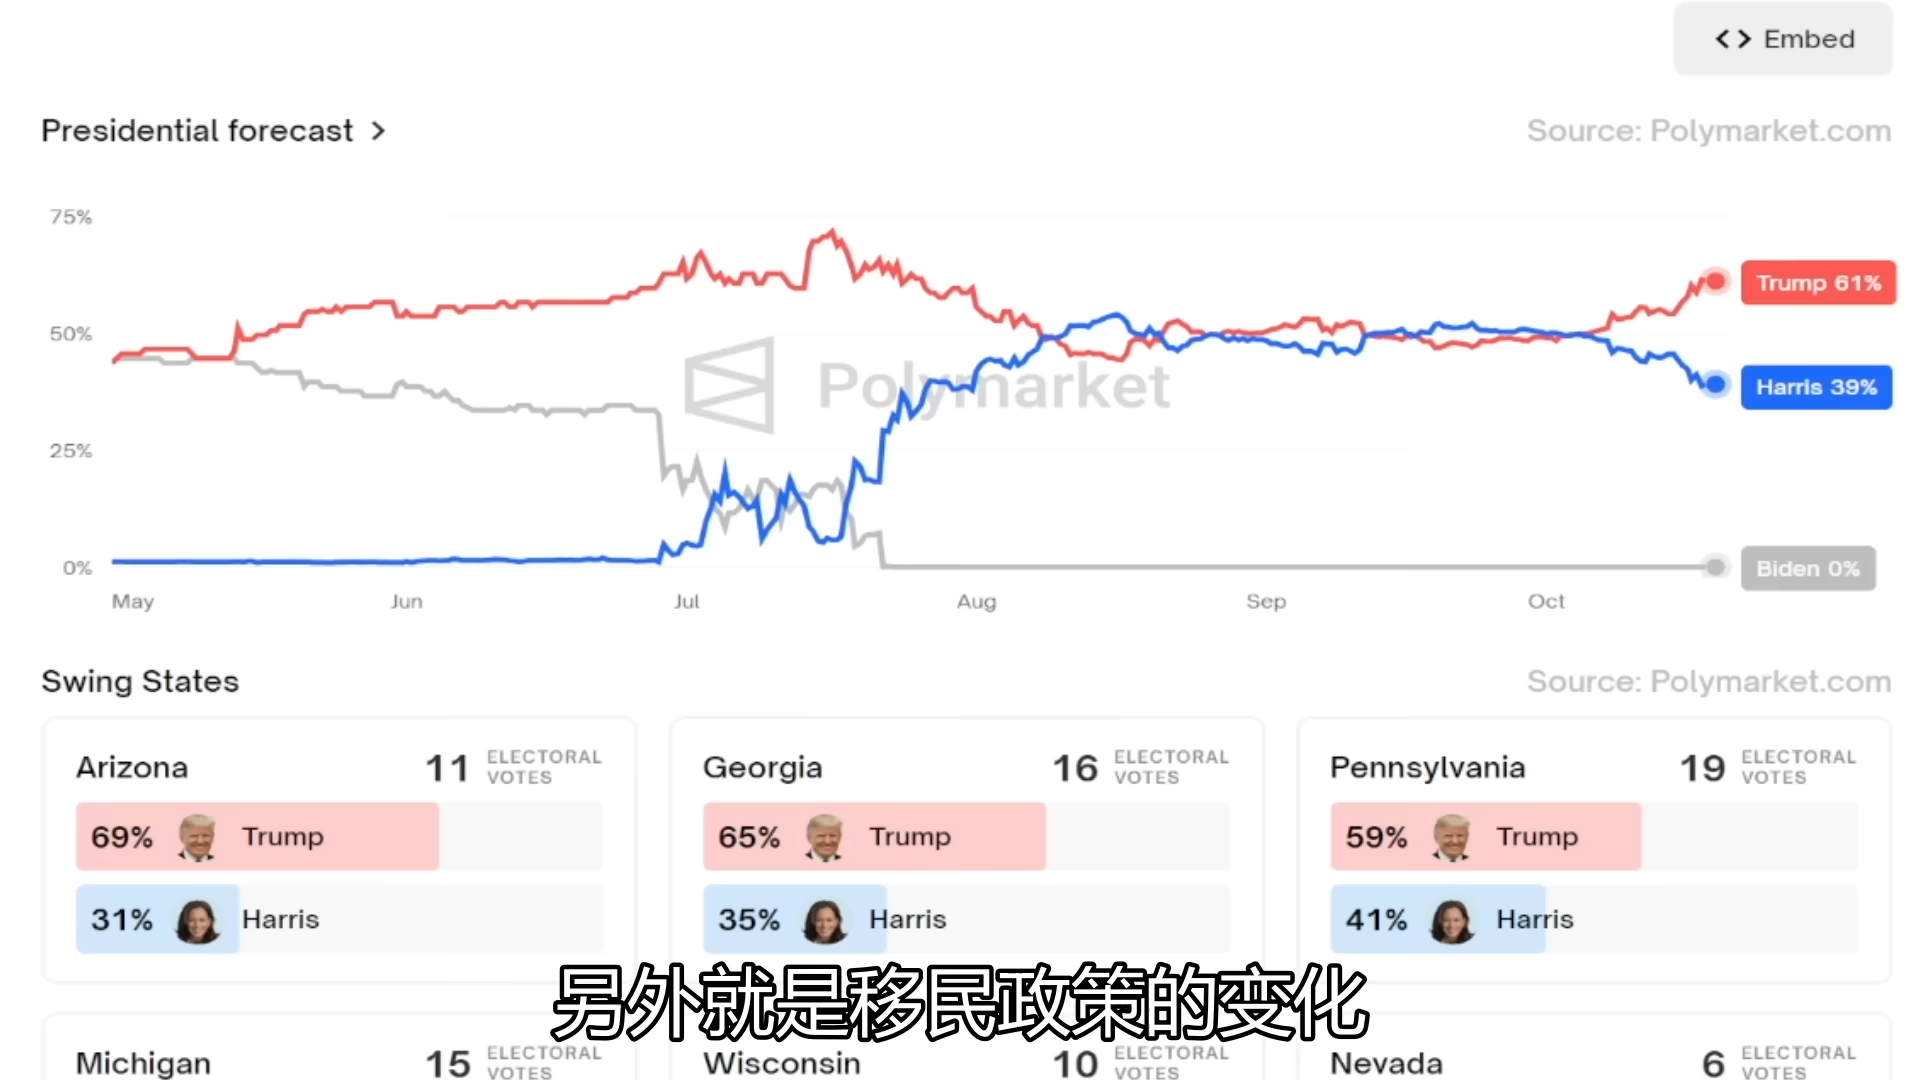 Embed
Presidential forecast
Source: Polymarket.com
75%
50%
25%
0%
Polymarket
Trump 61%
Harris 39%
Biden 0%
May Jun Jul Aug Sep Oct
Swing States
Source: Polymarket.com
Arizona 11 ELECTORAL VOTES
69% Trump
31% Harris
Georgia 16 ELECTORAL VOTES
65% Trump
35% Harris
Pennsylvania 19 ELECTORAL VOTES
59% Trump
41% Harris
另外就是移民政策的变化
Michigan 15 ELECTORAL VOTES
Wisconsin 10 ELECTORAL VOTES
Nevada 6 ELECTORAL VOTES